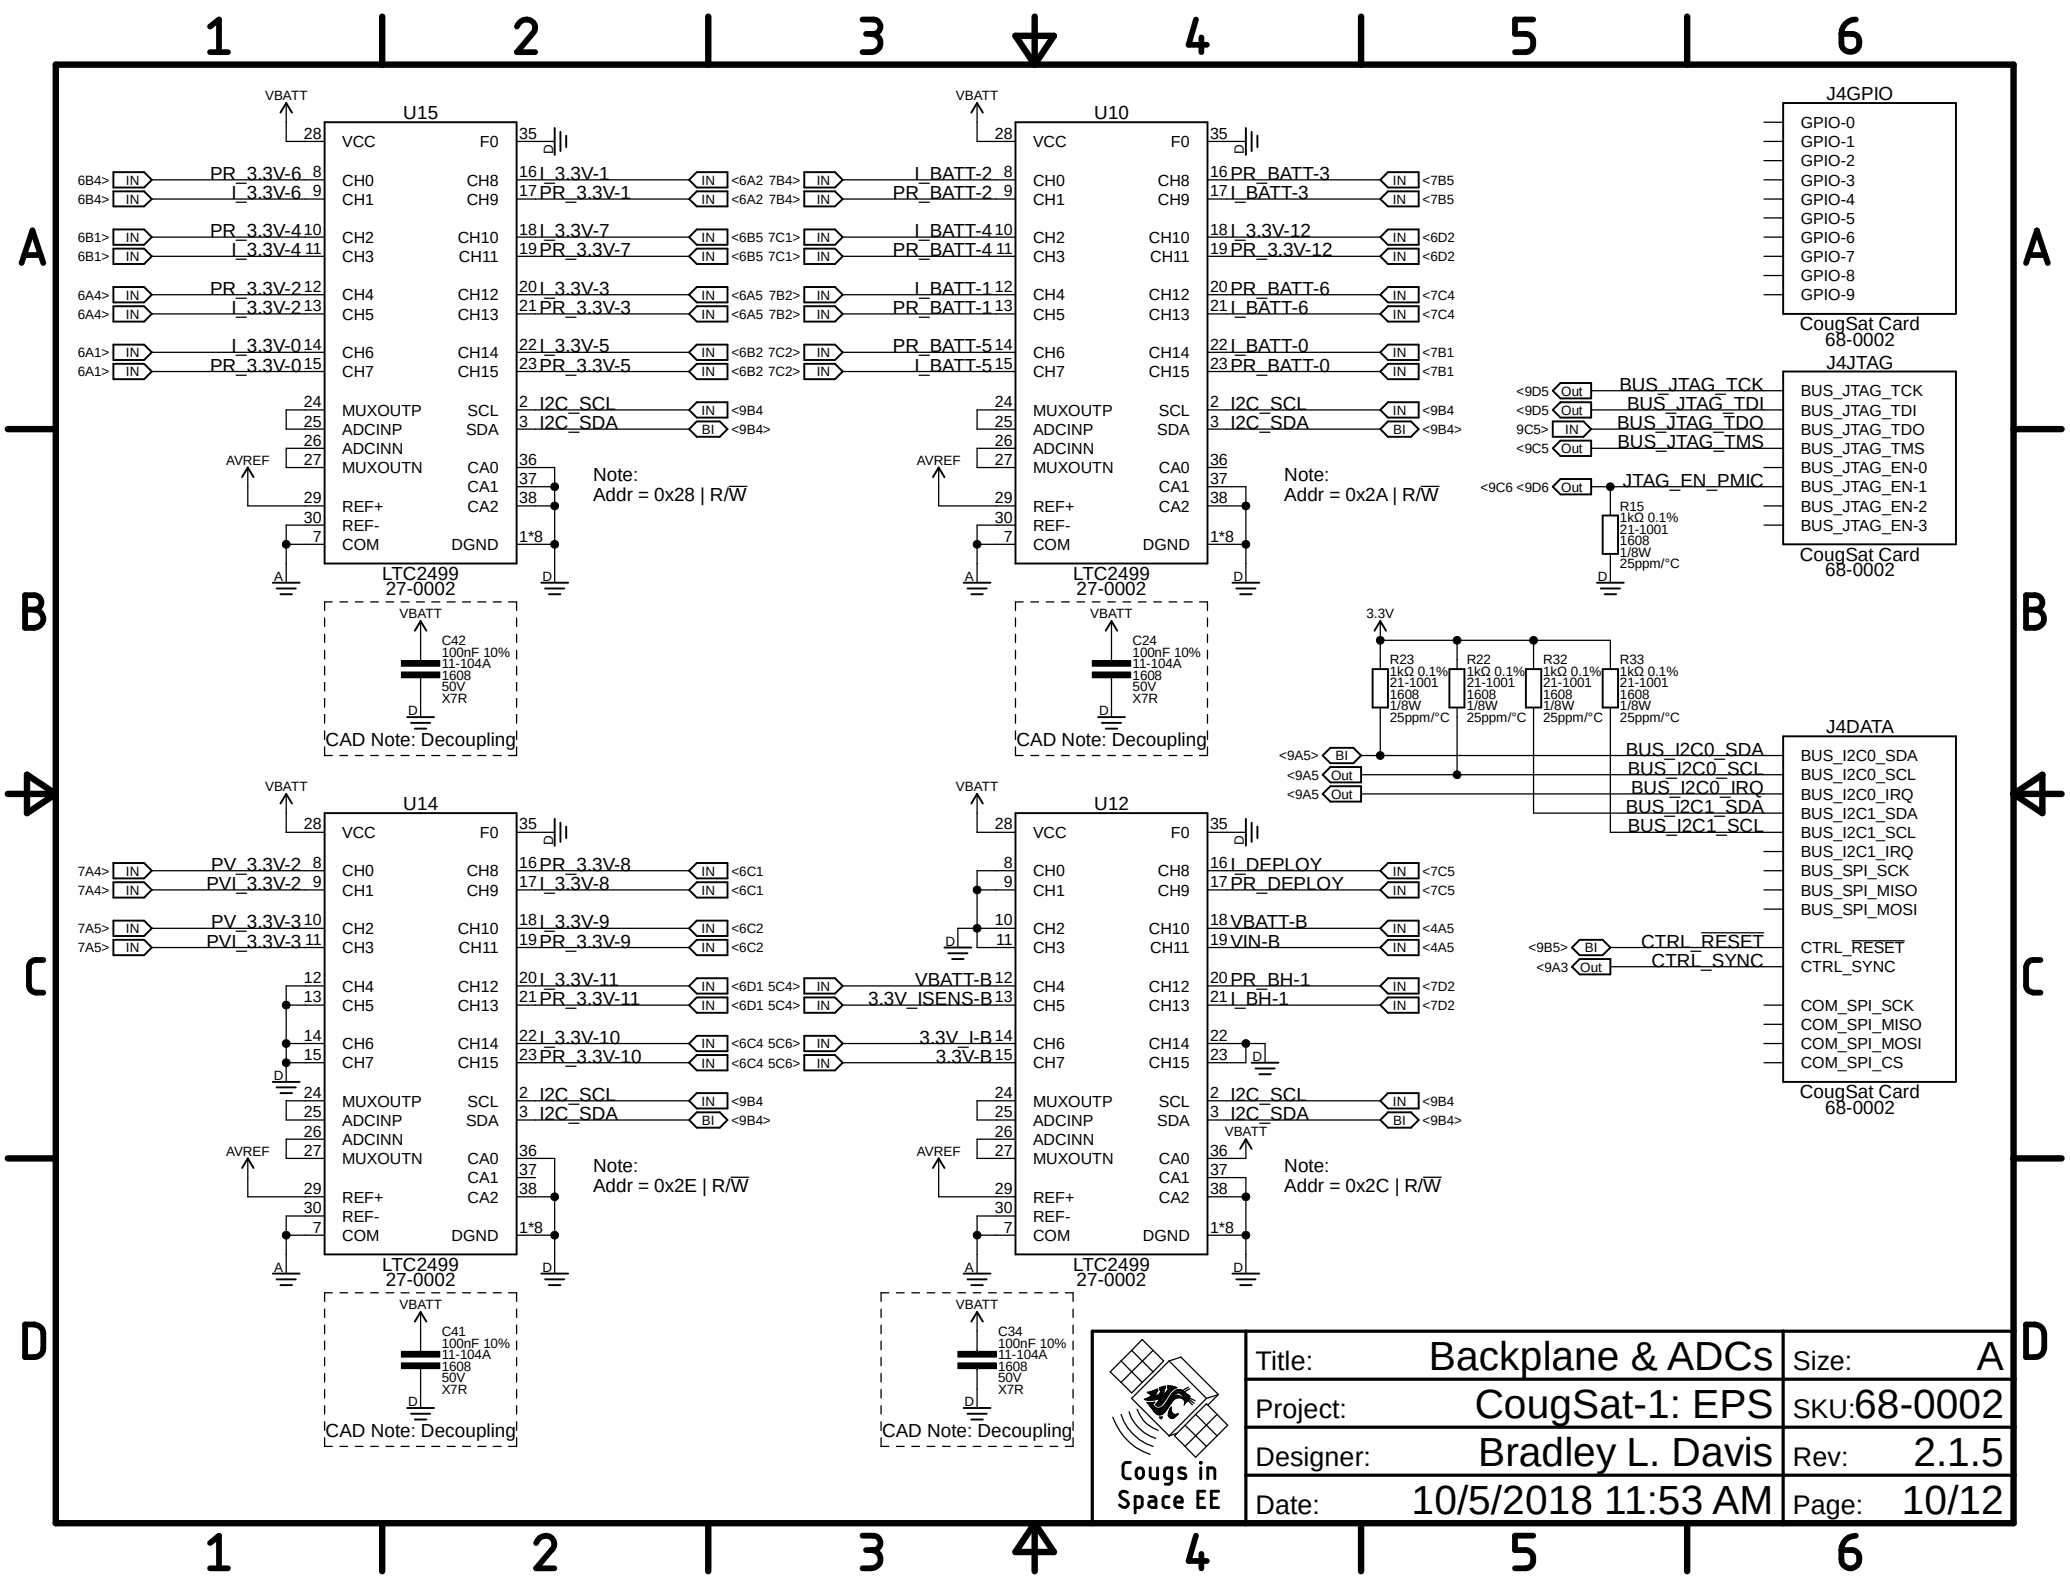 1 2 3 4 5 6
A
B
C
D
VBATT
U15
28 VCC F0 35 D
6B4> IN PR_3.3V-6 8 CH0 CH8 16 I_3.3V-1 IN <6A2
6B4> IN I_3.3V-6 9 CH1 CH9 17 PR_3.3V-1 IN <6A2
6B1> IN PR_3.3V-4 10 CH2 CH10 18 I_3.3V-7 IN <6B5
6B1> IN I_3.3V-4 11 CH3 CH11 19 PR_3.3V-7 IN <6B5
6A4> IN PR_3.3V-2 12 CH4 CH12 20 I_3.3V-3 IN <6A5
6A4> IN I_3.3V-2 13 CH5 CH13 21 PR_3.3V-3 IN <6A5
6A1> IN I_3.3V-0 14 CH6 CH14 22 I_3.3V-5 IN <6B2
6A1> IN PR_3.3V-0 15 CH7 CH15 23 PR_3.3V-5 IN <6B2
24 MUXOUTP SCL 2 I2C_SCL IN <9B4
25 ADCINP SDA 3 I2C_SDA BI <9B4>
26 ADCINN
AVREF 27 MUXOUTN CA0 36
CA1 37
29 REF+ CA2 38
30 REF-
7 COM DGND 1*8
A D
Note:
Addr = 0x28 | R/W
LTC2499
27-0002
VBATT
C42
100nF 10%
11-104A
1608
50V
X7R
D
CAD Note: Decoupling
VBATT
U10
28 VCC F0 35 D
7B4> IN I_BATT-2 8 CH0 CH8 16 PR_BATT-3 IN <7B5
7B4> IN PR_BATT-2 9 CH1 CH9 17 I_BATT-3 IN <7B5
7C1> IN I_BATT-4 10 CH2 CH10 18 I_3.3V-12 IN <6D2
7C1> IN PR_BATT-4 11 CH3 CH11 19 PR_3.3V-12 IN <6D2
7B2> IN I_BATT-1 12 CH4 CH12 20 PR_BATT-6 IN <7C4
7B2> IN PR_BATT-1 13 CH5 CH13 21 I_BATT-6 IN <7C4
7C2> IN PR_BATT-5 14 CH6 CH14 22 I_BATT-0 IN <7B1
7C2> IN I_BATT-5 15 CH7 CH15 23 PR_BATT-0 IN <7B1
24 MUXOUTP SCL 2 I2C_SCL IN <9B4
25 ADCINP SDA 3 I2C_SDA BI <9B4>
26 ADCINN
AVREF 27 MUXOUTN CA0 36
CA1 37
29 REF+ CA2 38
30 REF-
7 COM DGND 1*8
A D
Note:
Addr = 0x2A | R/W
LTC2499
27-0002
VBATT
C24
100nF 10%
11-104A
1608
50V
X7R
D
CAD Note: Decoupling
J4GPIO
GPIO-0
GPIO-1
GPIO-2
GPIO-3
GPIO-4
GPIO-5
GPIO-6
GPIO-7
GPIO-8
GPIO-9
CougSat Card
68-0002
J4JTAG
<9D5 Out BUS_JTAG_TCK BUS_JTAG_TCK
<9D5 Out BUS_JTAG_TDI BUS_JTAG_TDI
9C5> IN BUS_JTAG_TDO BUS_JTAG_TDO
<9C5 Out BUS_JTAG_TMS BUS_JTAG_TMS
BUS_JTAG_EN-0
<9C6 <9D6 Out JTAG_EN_PMIC BUS_JTAG_EN-1
BUS_JTAG_EN-2
BUS_JTAG_EN-3
R15
1kΩ 0.1%
21-1001
1608
1/8W
25ppm/°C
D
CougSat Card
68-0002
3.3V
R23
1kΩ 0.1%
21-1001
1608
1/8W
25ppm/°C
R22
1kΩ 0.1%
21-1001
1608
1/8W
25ppm/°C
R32
1kΩ 0.1%
21-1001
1608
1/8W
25ppm/°C
R33
1kΩ 0.1%
21-1001
1608
1/8W
25ppm/°C
J4DATA
<9A5> BI BUS_I2C0_SDA BUS_I2C0_SDA
<9A5 Out BUS_I2C0_SCL BUS_I2C0_SCL
<9A5 Out BUS_I2C0_IRQ BUS_I2C0_IRQ
BUS_I2C1_SDA BUS_I2C1_SDA
BUS_I2C1_SCL BUS_I2C1_SCL
BUS_I2C1_IRQ
BUS_SPI_SCK
BUS_SPI_MISO
BUS_SPI_MOSI
<9B5> BI CTRL_RESET CTRL_RESET
<9A3 Out CTRL_SYNC CTRL_SYNC
COM_SPI_SCK
COM_SPI_MISO
COM_SPI_MOSI
COM_SPI_CS
CougSat Card
68-0002
VBATT
U14
28 VCC F0 35 D
7A4> IN PV_3.3V-2 8 CH0 CH8 16 PR_3.3V-8 IN <6C1
7A4> IN PVI_3.3V-2 9 CH1 CH9 17 I_3.3V-8 IN <6C1
7A5> IN PV_3.3V-3 10 CH2 CH10 18 I_3.3V-9 IN <6C2
7A5> IN PVI_3.3V-3 11 CH3 CH11 19 PR_3.3V-9 IN <6C2
12 CH4 CH12 20 I_3.3V-11 IN <6D1
13 CH5 CH13 21 PR_3.3V-11 IN <6D1
14 CH6 CH14 22 I_3.3V-10 IN <6C4
15 CH7 CH15 23 PR_3.3V-10 IN <6C4
D
24 MUXOUTP SCL 2 I2C_SCL IN <9B4
25 ADCINP SDA 3 I2C_SDA BI <9B4>
26 ADCINN
AVREF 27 MUXOUTN CA0 36
CA1 37
29 REF+ CA2 38
30 REF-
7 COM DGND 1*8
A D
Note:
Addr = 0x2E | R/W
LTC2499
27-0002
VBATT
C41
100nF 10%
11-104A
1608
50V
X7R
D
CAD Note: Decoupling
VBATT
U12
28 VCC F0 35 D
8 CH0 CH8 16 I_DEPLOY IN <7C5
9 CH1 CH9 17 PR_DEPLOY IN <7C5
10 CH2 CH10 18 VBATT-B IN <4A5
D 11 CH3 CH11 19 VIN-B IN <4A5
5C4> IN VBATT-B 12 CH4 CH12 20 PR_BH-1 IN <7D2
5C4> IN 3.3V_ISENS-B 13 CH5 CH13 21 I_BH-1 IN <7D2
5C6> IN 3.3V_I-B 14 CH6 CH14 22
5C6> IN 3.3V-B 15 CH7 CH15 23 D
24 MUXOUTP SCL 2 I2C_SCL IN <9B4
25 ADCINP SDA 3 I2C_SDA BI <9B4>
26 ADCINN VBATT
AVREF 27 MUXOUTN CA0 36
CA1 37
29 REF+ CA2 38
30 REF-
7 COM DGND 1*8
A D
Note:
Addr = 0x2C | R/W
LTC2499
27-0002
VBATT
C34
100nF 10%
11-104A
1608
50V
X7R
D
CAD Note: Decoupling
Cougs in
Space EE
Title: Backplane & ADCs Size: A
Project: CougSat-1: EPS SKU: 68-0002
Designer: Bradley L. Davis Rev: 2.1.5
Date: 10/5/2018 11:53 AM Page: 10/12
A
B
C
D
1 2 3 4 5 6